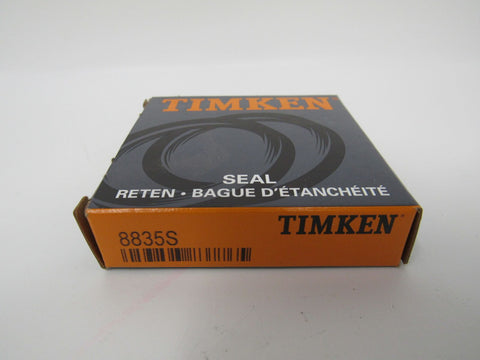 TIMKEN
SEAL
RETEN · BAGUE D'ÉTANCHÉITÉ
TIMKEN
8835S